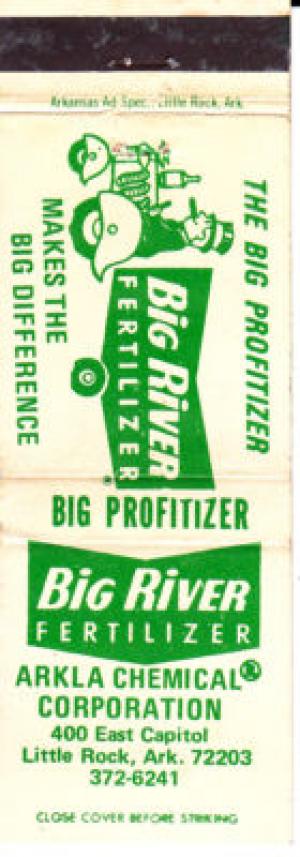 Arkansas Ad Spec., Little Rock, Ark.
THE BIG PROFITIZER
BIG RIVER
FERTILIZER®
MAKES THE
BIG DIFFERENCE
BIG PROFITIZER
BIG RIVER
FERTILIZER
ARKLA CHEMICAL®
CORPORATION
400 East Capitol
Little Rock, Ark. 72203
372-6241
CLOSE COVER BEFORE STRIKING